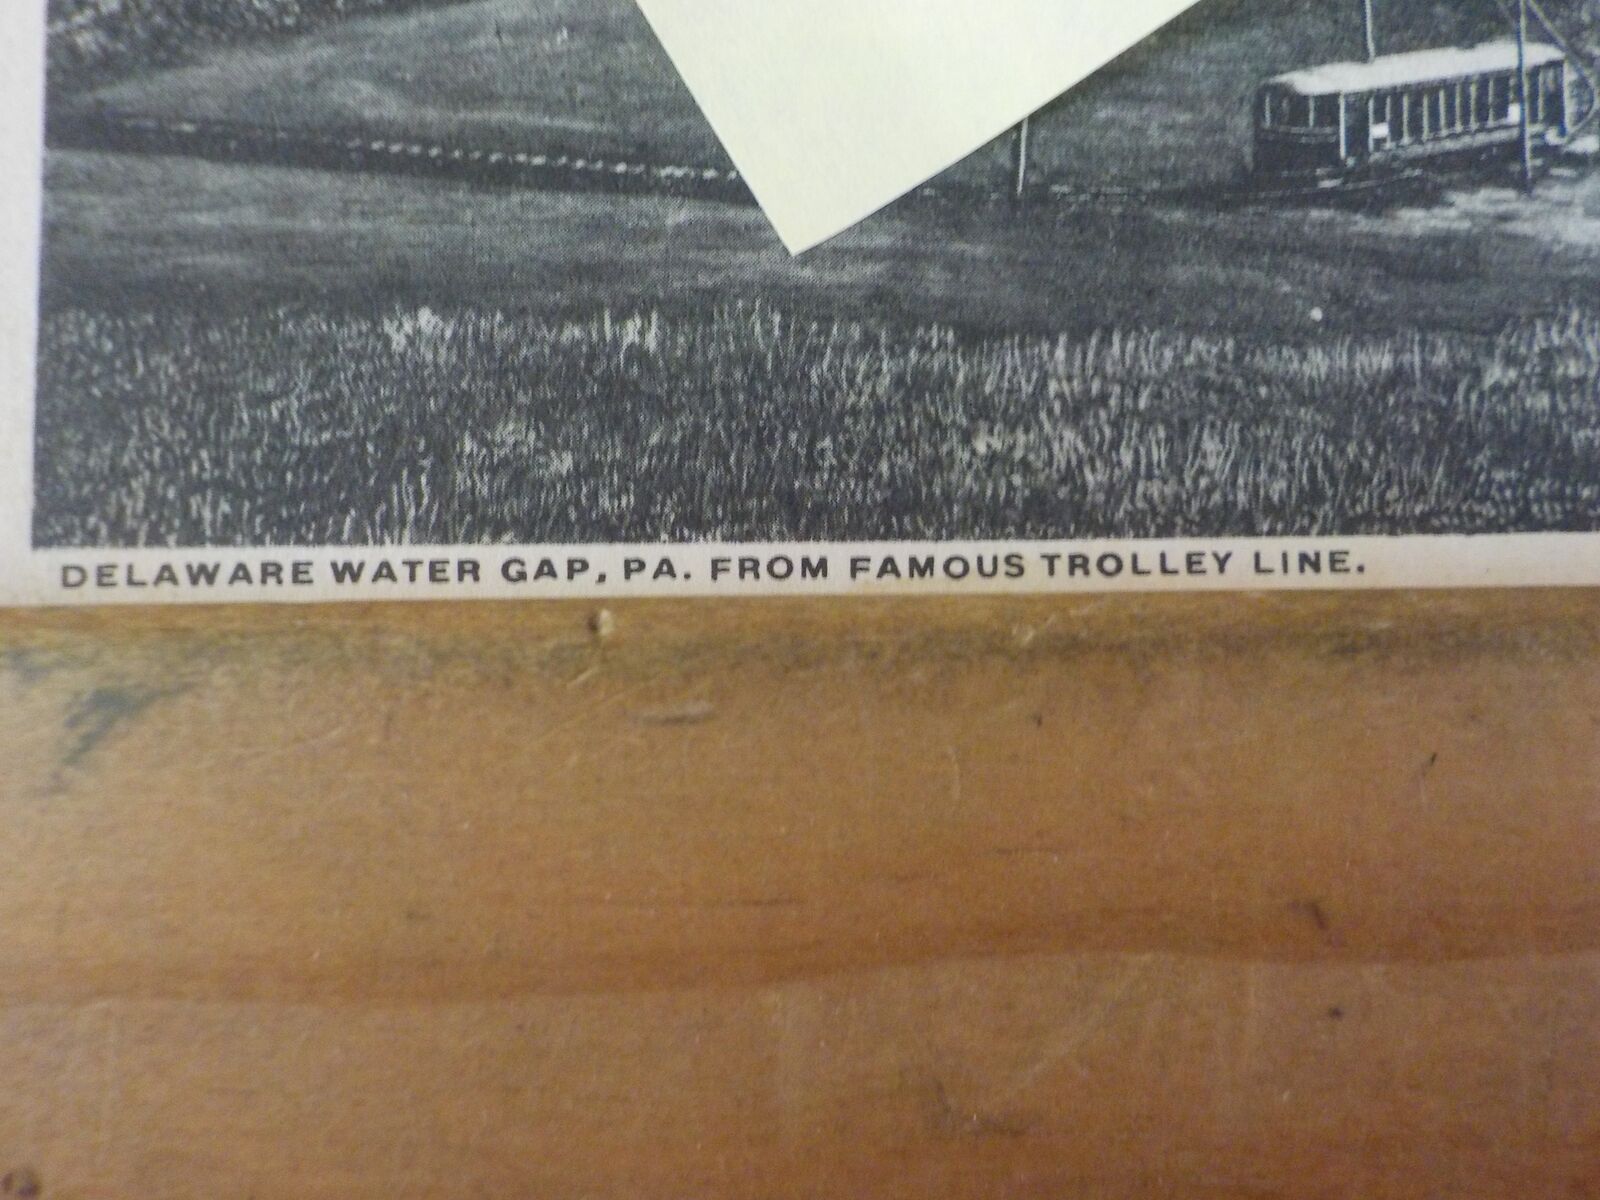 DELAWARE WATER GAP, PA. FROM FAMOUS TROLLEY LINE.